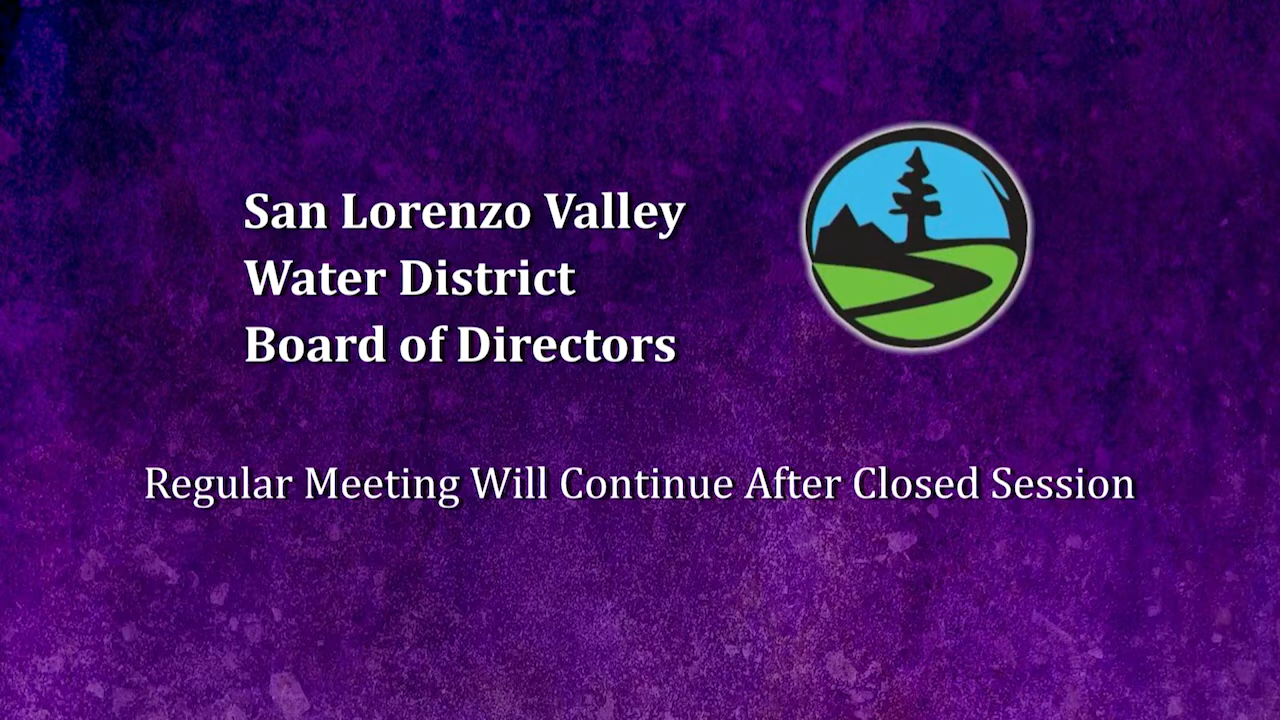 San Lorenzo Valley
Water District
Board of Directors
Regular Meeting Will Continue After Closed Session